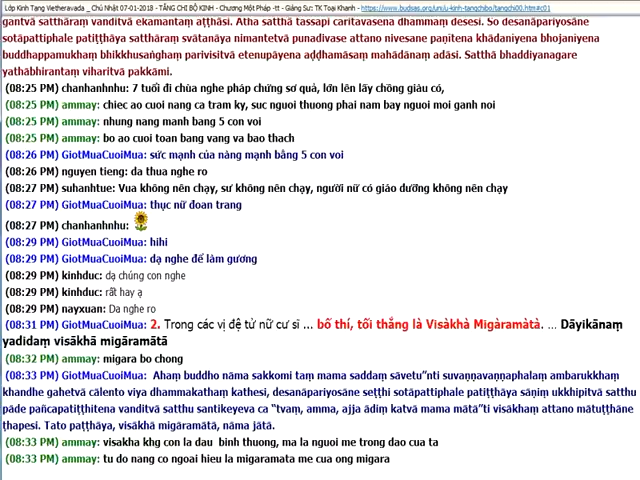 Lớp Kinh Tạng Vietheravada _ Chủ Nhật 07-01-2018 - TĂNG CHI BỘ KINH - Chương Một Pháp -tt - Giảng Sư: TK Toại Khanh - https://www.budsas.org/uni/u-kinh-tangchibo/tangchi00.htm#c01
gantvā satthāraṃ vanditvā ekamantaṃ aṭṭhāsi. Atha satthā tassapi caritavasena dhammaṃ desesi. So desanāpariyosāne
sotāpattiphale patiṭṭhāya satthāraṃ svātanāya nimantetvā punadivase attano nivesane paṇītena khādaniyena bhojaniyena
buddhappamukhaṃ bhikkhusaṅghaṃ parivisitvā etenupāyena aḍḍhamāsaṃ mahādānaṃ adāsi. Satthā bhaddiyanagare
yathābhirantaṃ viharitvā pakkāmi.
(08:25 PM) chanhanhnhu: 7 tuổi đi chùa nghe pháp chứng sơ quả, lớn lên lấy chồng giàu có,
(08:25 PM) ammay: chiec ao cuoi nang ca tram ky, suc nguoi thuong phai nam bay nguoi moi ganh noi
(08:25 PM) ammay: nhung nang manh bang 5 con voi
(08:25 PM) ammay: bo ao cuoi toan bang vang va bao thach
(08:26 PM) GiotMuaCuoiMua: sức mạnh của nàng mạnh bằng 5 con voi
(08:26 PM) nguyen tieng: da thua nghe ro
(08:27 PM) suhanhtue: Vua không nên chạy, sư không nên chạy, người nữ có giáo dưỡng không nên chạy
(08:27 PM) GiotMuaCuoiMua: thục nữ đoan trang
(08:27 PM) chanhanhnhu:
(08:29 PM) GiotMuaCuoiMua: hihi
(08:29 PM) GiotMuaCuoiMua: dạ nghe để làm gương
(08:29 PM) kinhduc: dạ chúng con nghe
(08:29 PM) kinhduc: rất hay ạ
(08:29 PM) nayxuan: Da nghe ro
(08:31 PM) GiotMuaCuoiMua: 2. Trong các vị đệ tử nữ cư sĩ ... bố thí, tối thắng là Visàkhà Migàramàtà. ... Dāyikānaṃ
yadidaṃ visākhā migāramātā
(08:32 PM) ammay: migara bo chong
(08:33 PM) GiotMuaCuoiMua: Ahaṃ buddho nāma sakkomi taṃ mama saddaṃ sāvetu"nti suvaṇṇavaṇṇaphalaṃ ambarukkhaṃ
khandhe gahetvā cālento viya dhammakathaṃ kathesi, desanāpariyosāne seṭṭhi sotāpattiphale patiṭṭhāya sāṇiṃ ukkhipitvā satthu
pāde pañcapatiṭṭhitena vanditvā satthu santikeyeva ca "tvaṃ, amma, ajja ādiṃ katvā mama mātā"ti visākhaṃ attano mātuṭṭhāne
ṭhapesi. Tato paṭṭhāya, visākhā migāramātā, nāma jātā.
(08:33 PM) ammay: visakha khg con la dau binh thuong, ma la nguoi me trong dao cua ta
(08:33 PM) ammay: tu do nang co ngoai hieu la migaramata me cua ong migara